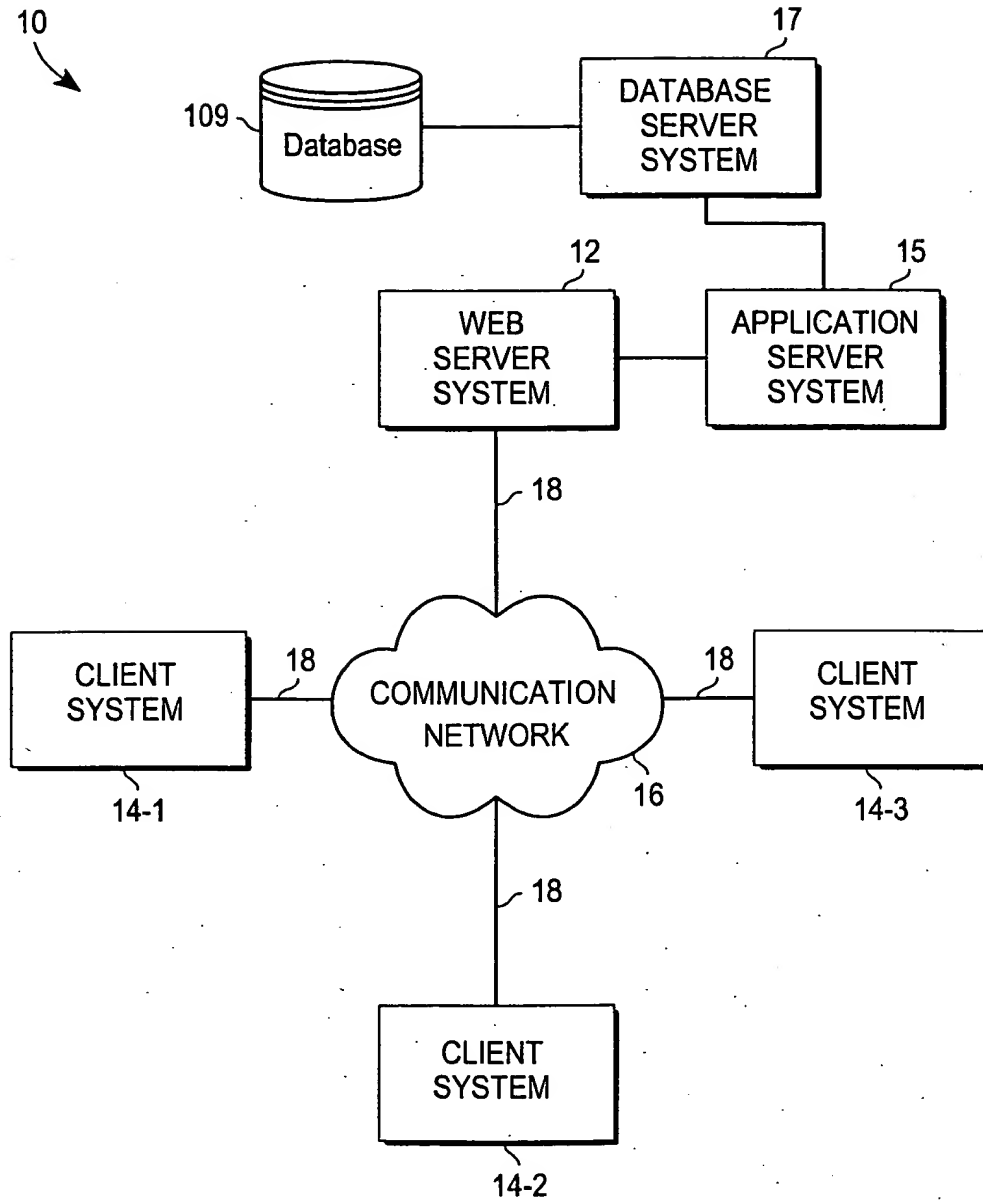 10
17
DATABASE
SERVER
SYSTEM
109
Database
12
15
WEB
SERVER
SYSTEM
APPLICATION
SERVER
SYSTEM
18
CLIENT
SYSTEM
18
COMMUNICATION
NETWORK
18
CLIENT
SYSTEM
14-1
16
14-3
18
CLIENT
SYSTEM
14-2